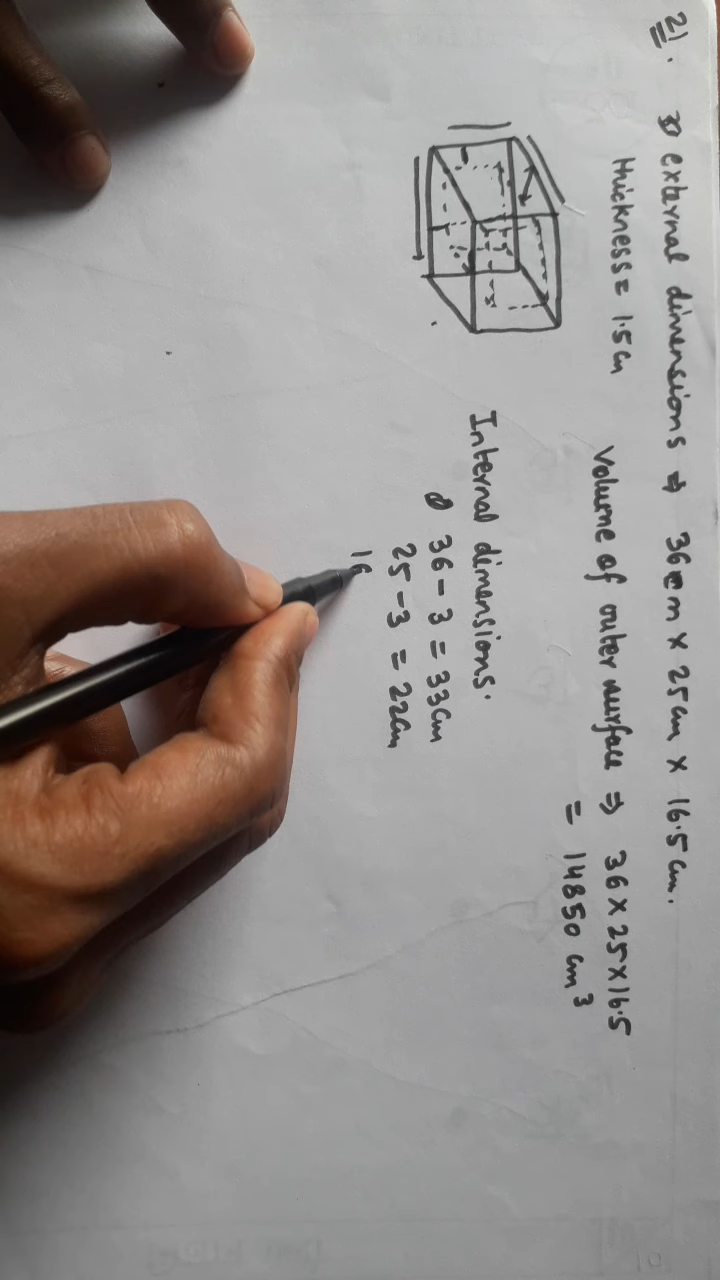 21.
external dimensions ⇒ 36cm × 25cm × 16.5cm.
thickness = 1.5cm
Volume of outer surface ⇒ 36×25×16.5
= 14850 cm³
Internal dimensions.
36 - 3 = 33cm
25 - 3 = 22cm
16